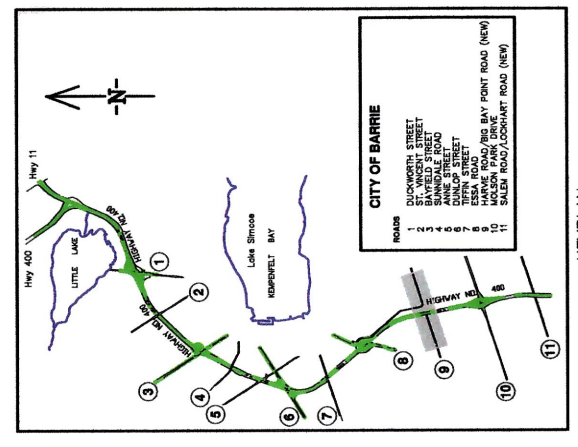 Hwy 11
Hwy 400
-N-
LITTLE LAKE
HIGHWAY NO. 400
1
2
HIGHWAY NO. 400
Lake Simcoe
KEMPENFELT BAY
3
4
5
6
7
8
HIGHWAY NO. 400
9
10
11
CITY OF BARRIE
ROADS
1 DUCKWORTH STREET
2 ST. VINCENT STREET
3 BAYFIELD STREET
4 SUNNIDALE ROAD
5 ANNE STREET
6 DUNLOP STREET
7 TIFFIN STREET
8 ESSA ROAD
9 HARVIE ROAD/BIG BAY POINT ROAD (NEW)
10 MOLSON PARK DRIVE
11 SALEM ROAD/LOCKHART ROAD (NEW)